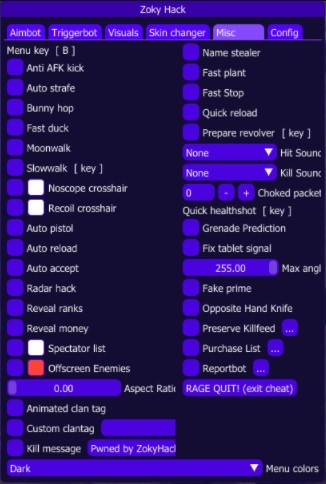 Zoky Hack
Aimbot Triggerbot Visuals Skin changer Misc Config
Menu key [ B ]
Anti AFK kick
Auto strafe
Bunny hop
Fast duck
Moonwalk
Slowwalk [ key ]
Noscope crosshair
Recoil crosshair
Auto pistol
Auto reload
Auto accept
Radar hack
Reveal ranks
Reveal money
Spectator list
Offscreen Enemies
0.00 Aspect Ratio
Animated clan tag
Custom clantag
Kill message Pwned by ZokyHack
Name stealer
Fast plant
Fast Stop
Quick reload
Prepare revolver [ key ]
None Hit Sound
None Kill Sound
0 - + Choked packet
Quick healthshot [ key ]
Grenade Prediction
Fix tablet signal
255.00 Max angl
Fake prime
Opposite Hand Knife
Preserve Killfeed ...
Purchase List ...
Reportbot ...
RAGE QUIT! (exit cheat)
Dark Menu colors